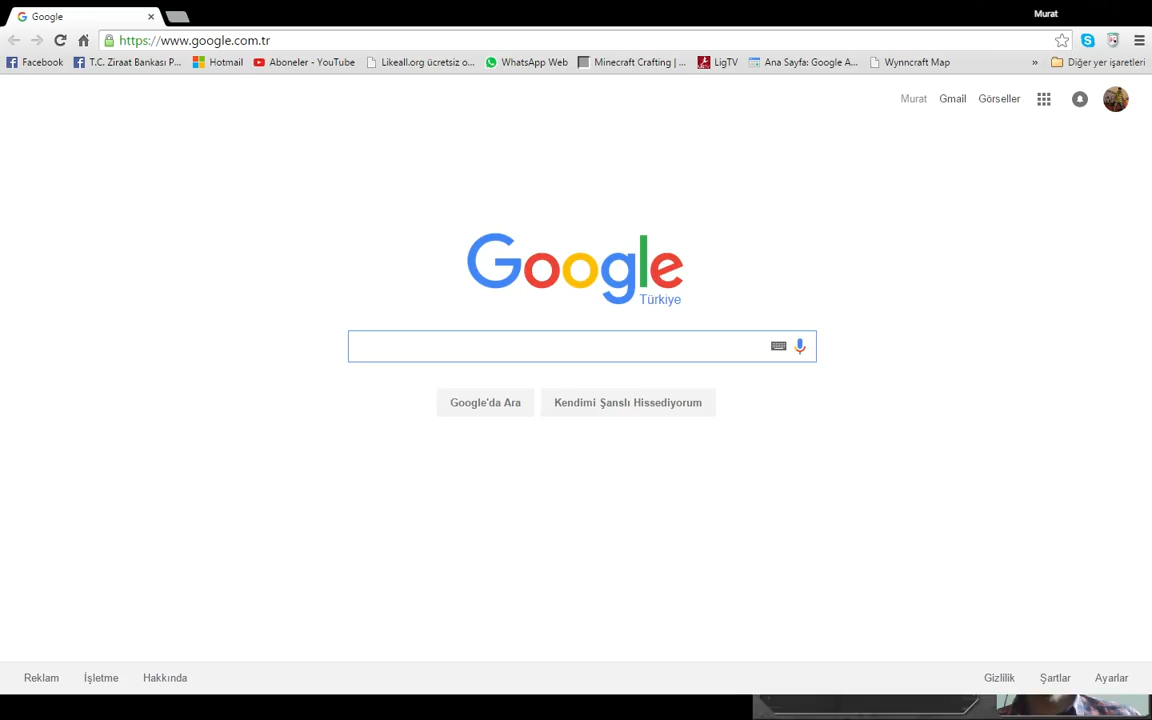 Google
Murat
https://www.google.com.tr
Facebook
T.C. Ziraat Bankası P...
Hotmail
Aboneler - YouTube
Likeall.org ücretsiz o...
WhatsApp Web
Minecraft Crafting | ...
LigTV
Ana Sayfa: Google A...
Wynncraft Map
»
Diğer yer işaretleri
Murat
Gmail
Görseller
Google
Türkiye
Google'da Ara
Kendimi Şanslı Hissediyorum
Reklam
İşletme
Hakkında
Gizlilik
Şartlar
Ayarlar